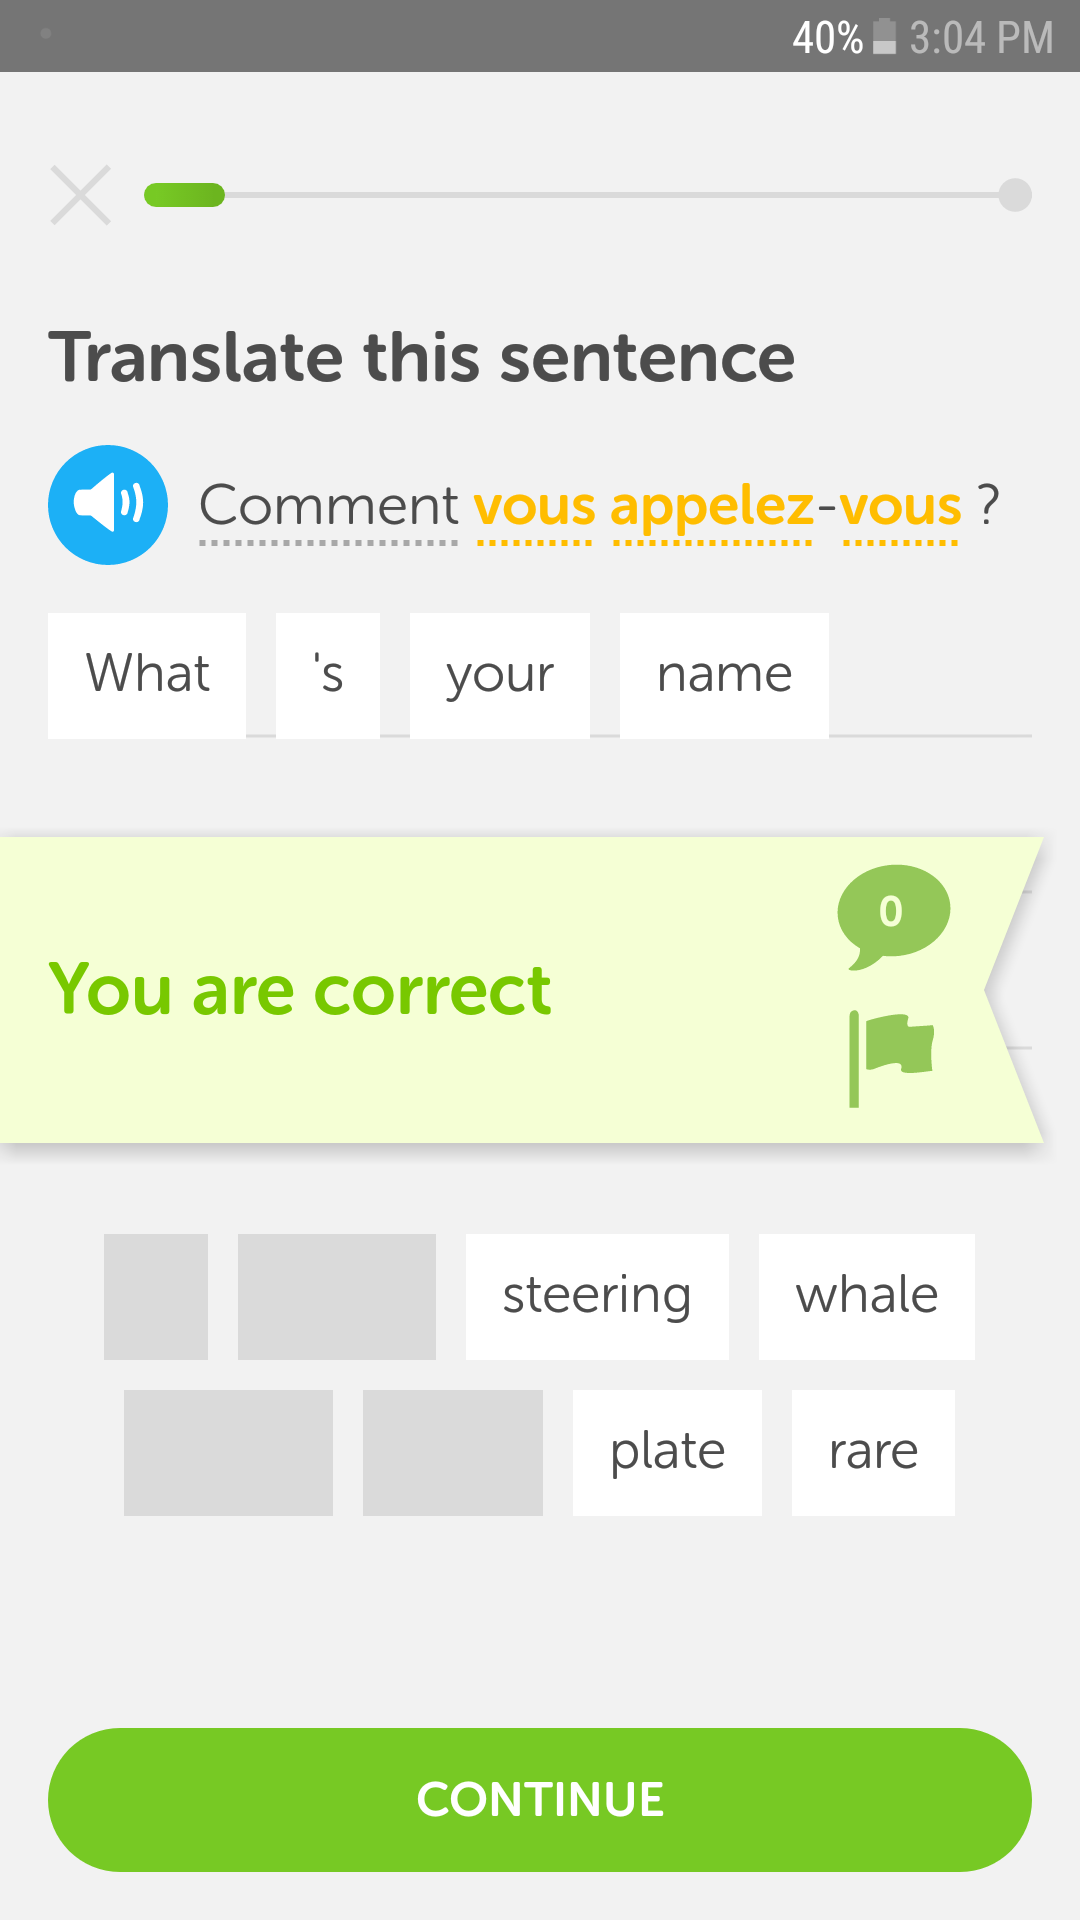 40% 3:04 PM
Translate this sentence
Comment vous appelez-vous ?
What 's your name
You are correct
0
steering whale
plate rare
CONTINUE